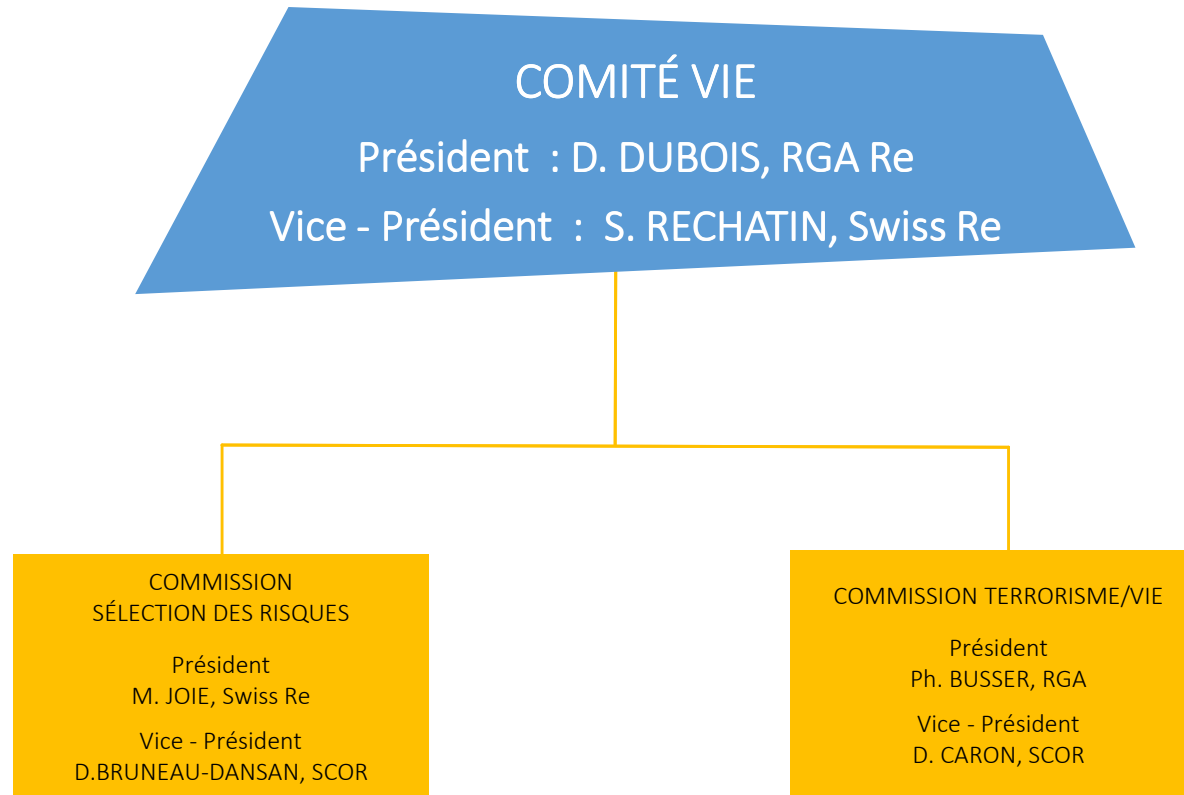 COMITÉ VIE
Président : D. DUBOIS, RGA Re
Vice - Président : S. RECHATIN, Swiss Re
COMMISSION
SÉLECTION DES RISQUES
Président
M. JOIE, Swiss Re
Vice - Président
D.BRUNEAU-DANSAN, SCOR
COMMISSION TERRORISME/VIE
Président
Ph. BUSSER, RGA
Vice - Président
D. CARON, SCOR